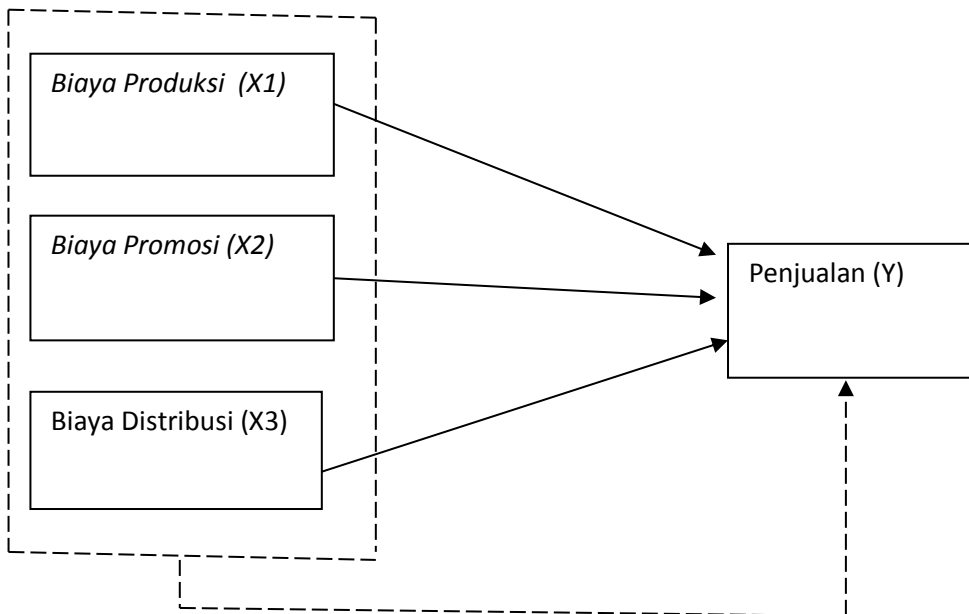 Biaya Produksi (X1)
Biaya Promosi (X2)
Penjualan (Y)
Biaya Distribusi (X3)